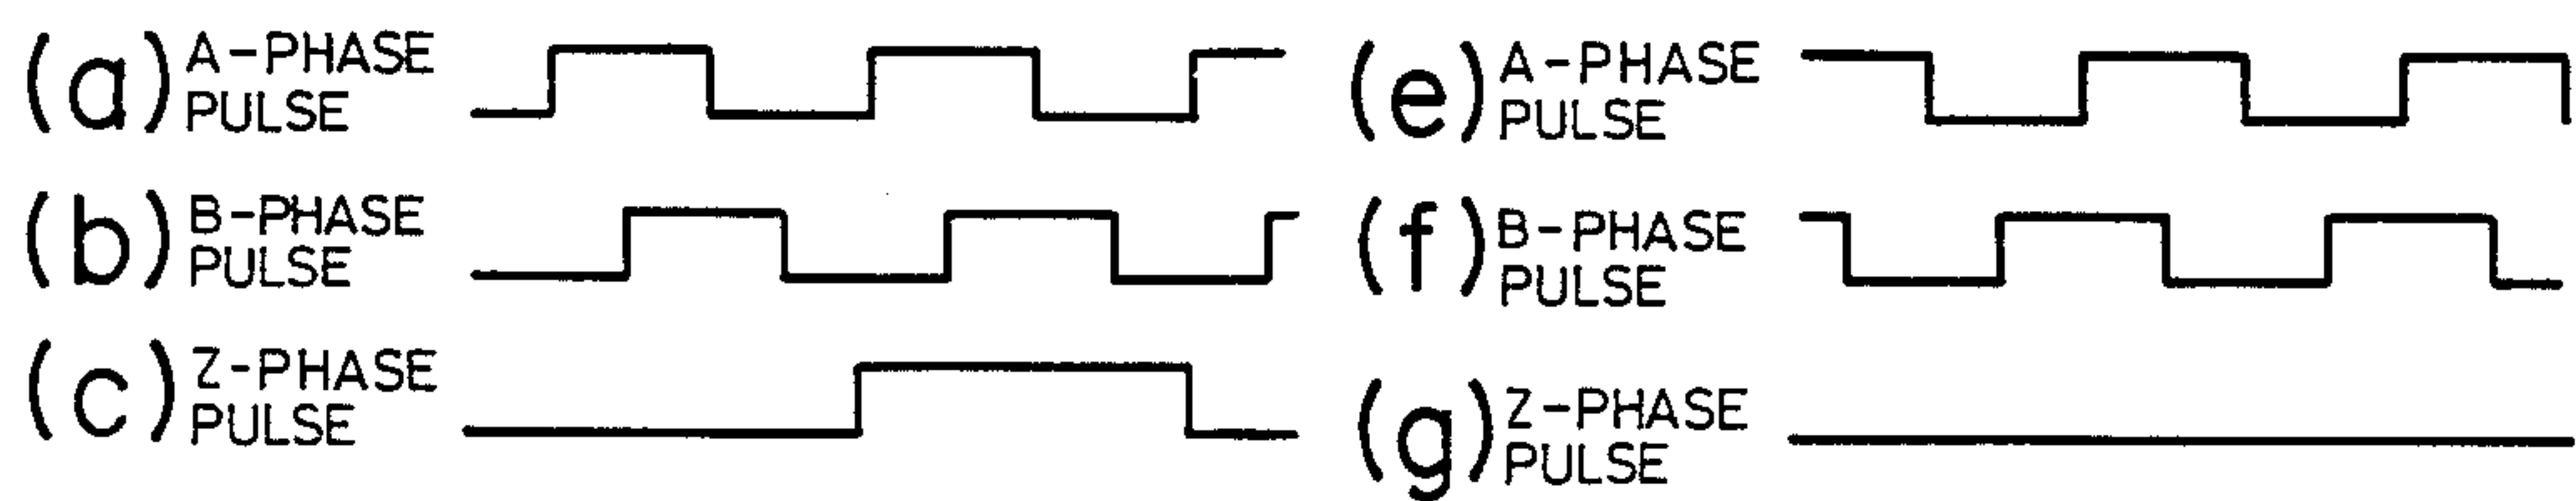 (a) A-PHASE
PULSE
(b) B-PHASE
PULSE
(c) Z-PHASE
PULSE
(e) A-PHASE
PULSE
(f) B-PHASE
PULSE
(g) Z-PHASE
PULSE